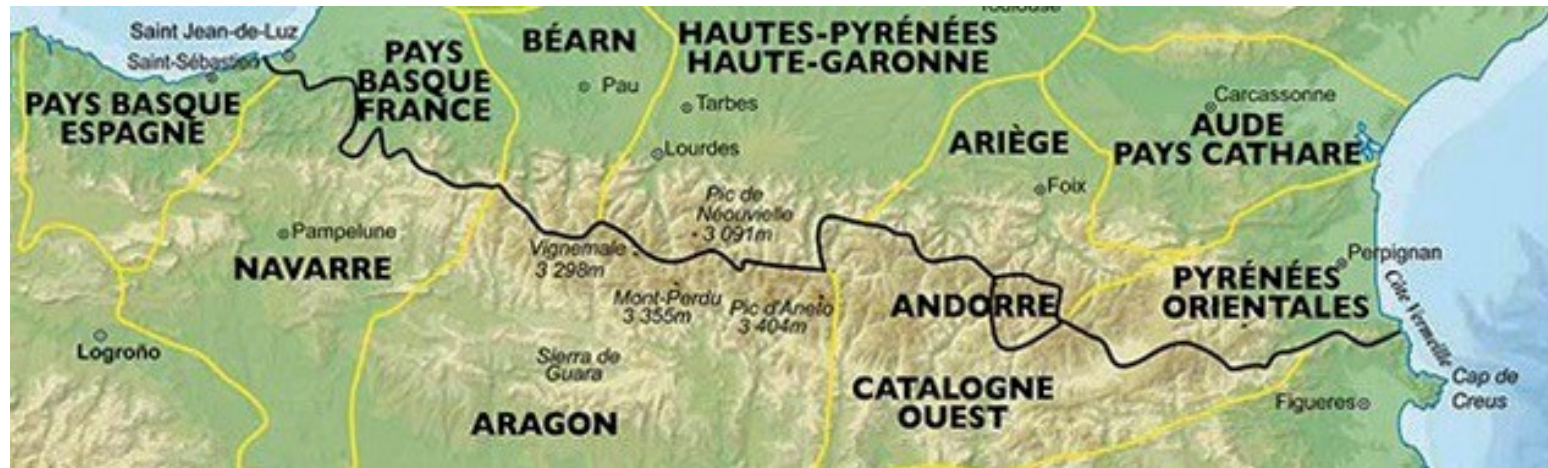 Toulouse
Saint Jean-de-Luz
Saint-Sébastien
PAYS
BASQUE
FRANCE
BÉARN
Pau
HAUTES-PYRÉNÉES
HAUTE-GARONNE
Tarbes
Lourdes
PAYS BASQUE
ESPAGNE
Carcassonne
AUDE
PAYS CATHARE
ARIÈGE
Foix
Pic de
Néouvielle
3 091m
Pampelune
NAVARRE
Vignemale
3 298m
Mont-Perdu
3 355m
Pic d'Aneto
3 404m
ANDORRE
Perpignan
PYRÉNÉES
ORIENTALES
Côte Vermeille
Logroño
Sierra de
Guara
ARAGON
CATALOGNE
OUEST
Figueres
Cap de
Creus